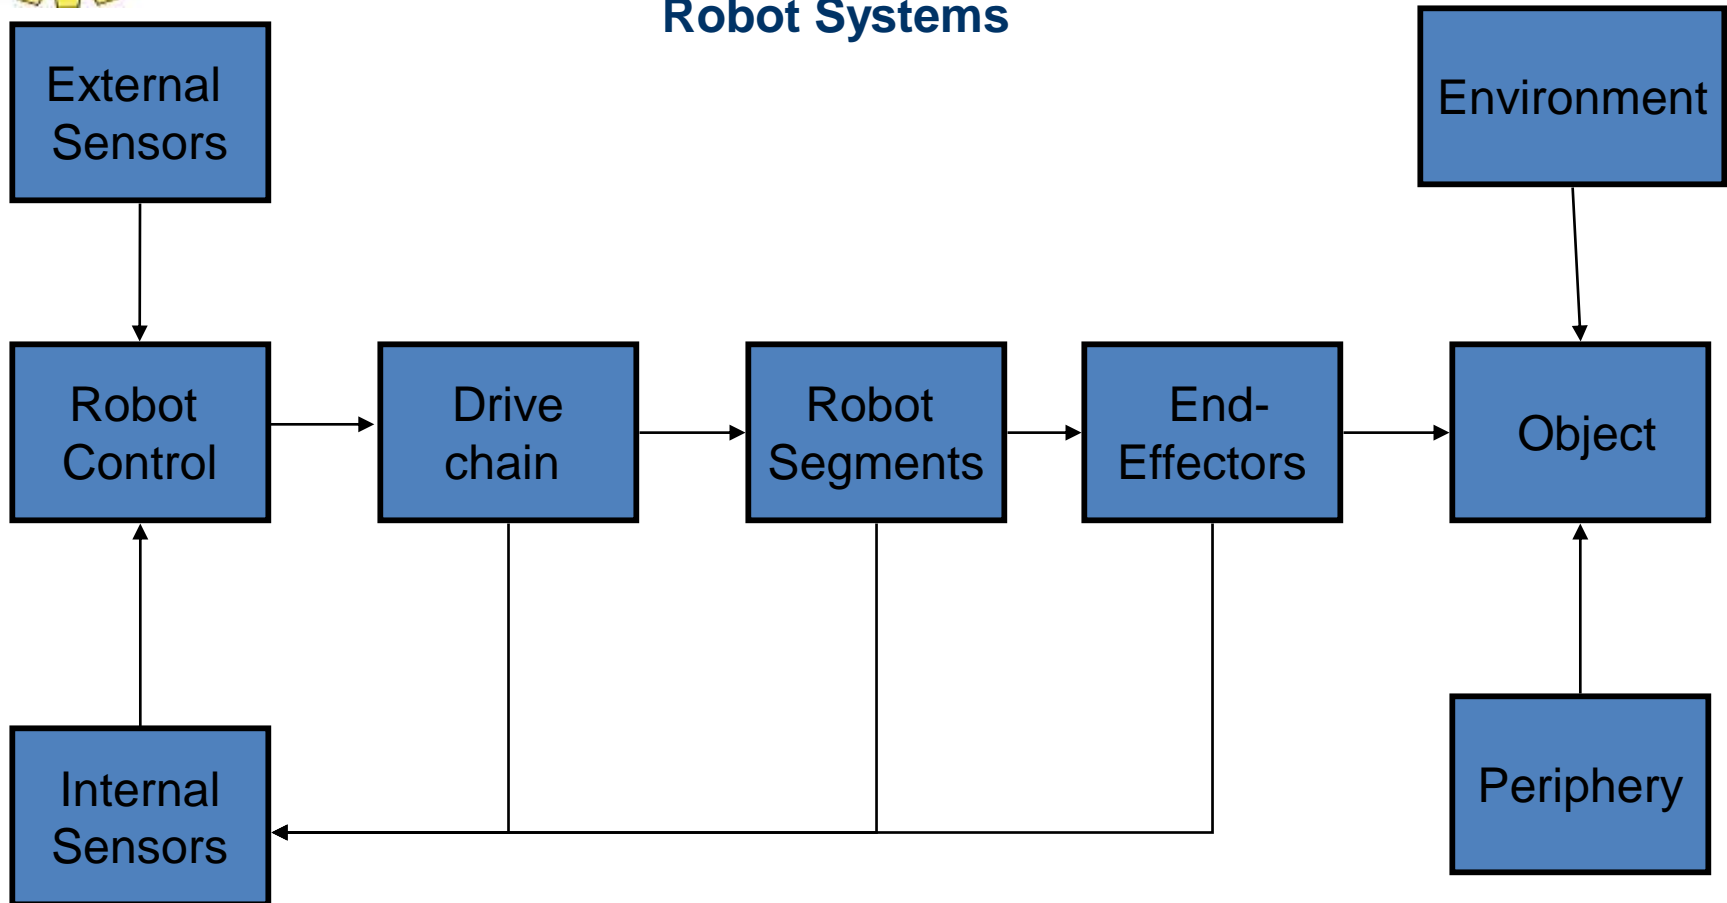 Robot Systems
External
Sensors
Environment
Robot
Control
Drive
chain
Robot
Segments
End-
Effectors
Object
Internal
Sensors
Periphery